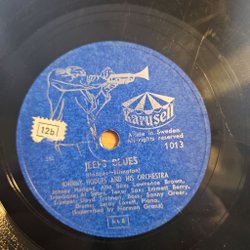 Karusell
Made in Sweden
All rights reserved
1013
12b
JEEPS BLUES
(Hodges—Ellington)
JOHNNY HODGES AND HIS ORCHESTRA
Johnny Hodges, Alto Sax; Lawrence Brown,
Trombone; Al Sears, Tenor Sax; Emmett Berry,
Trumpet; Lloyd Trotman, Bass; Sonny Greer,
Drums; Leroy Lovett, Piano.
(Supervised by Norman Granz)